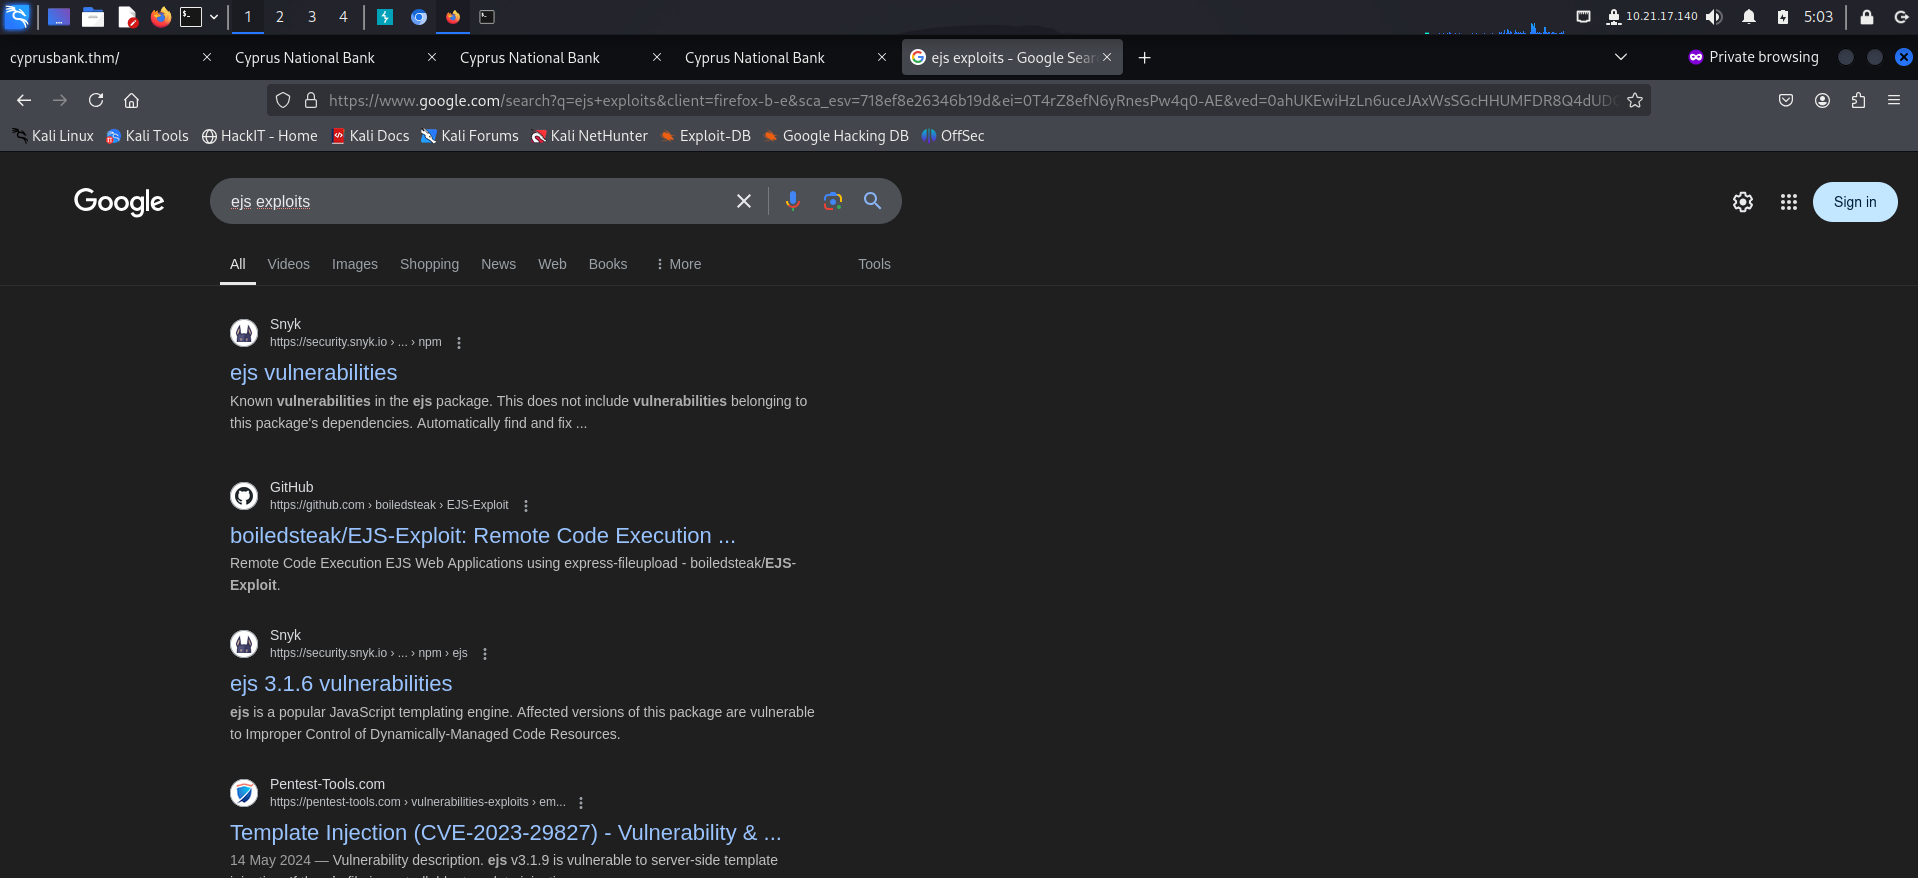 1 2 3 4 10.21.17.140 5:03
cyprusbank.thm/ Cyprus National Bank Cyprus National Bank Cyprus National Bank ejs exploits - Google Sear Private browsing
https://www.google.com/search?q=ejs+exploits&client=firefox-b-e&sca_esv=718ef8e26346b19d&ei=0T4rZ8efN6yRnesPw4q0-AE&ved=0ahUKEwiHzLn6uceJAxWsSGcHHUMFDR8Q4dUDC
Kali Linux Kali Tools HackIT - Home Kali Docs Kali Forums Kali NetHunter Exploit-DB Google Hacking DB OffSec
Google ejs exploits Sign in
All Videos Images Shopping News Web Books More Tools
Snyk
https://security.snyk.io › ... › npm
ejs vulnerabilities
Known vulnerabilities in the ejs package. This does not include vulnerabilities belonging to
this package's dependencies. Automatically find and fix ...
GitHub
https://github.com › boiledsteak › EJS-Exploit
boiledsteak/EJS-Exploit: Remote Code Execution ...
Remote Code Execution EJS Web Applications using express-fileupload - boiledsteak/EJS-
Exploit.
Snyk
https://security.snyk.io › ... › npm › ejs
ejs 3.1.6 vulnerabilities
ejs is a popular JavaScript templating engine. Affected versions of this package are vulnerable
to Improper Control of Dynamically-Managed Code Resources.
Pentest-Tools.com
https://pentest-tools.com › vulnerabilities-exploits › em...
Template Injection (CVE-2023-29827) - Vulnerability & ...
14 May 2024 — Vulnerability description. ejs v3.1.9 is vulnerable to server-side template